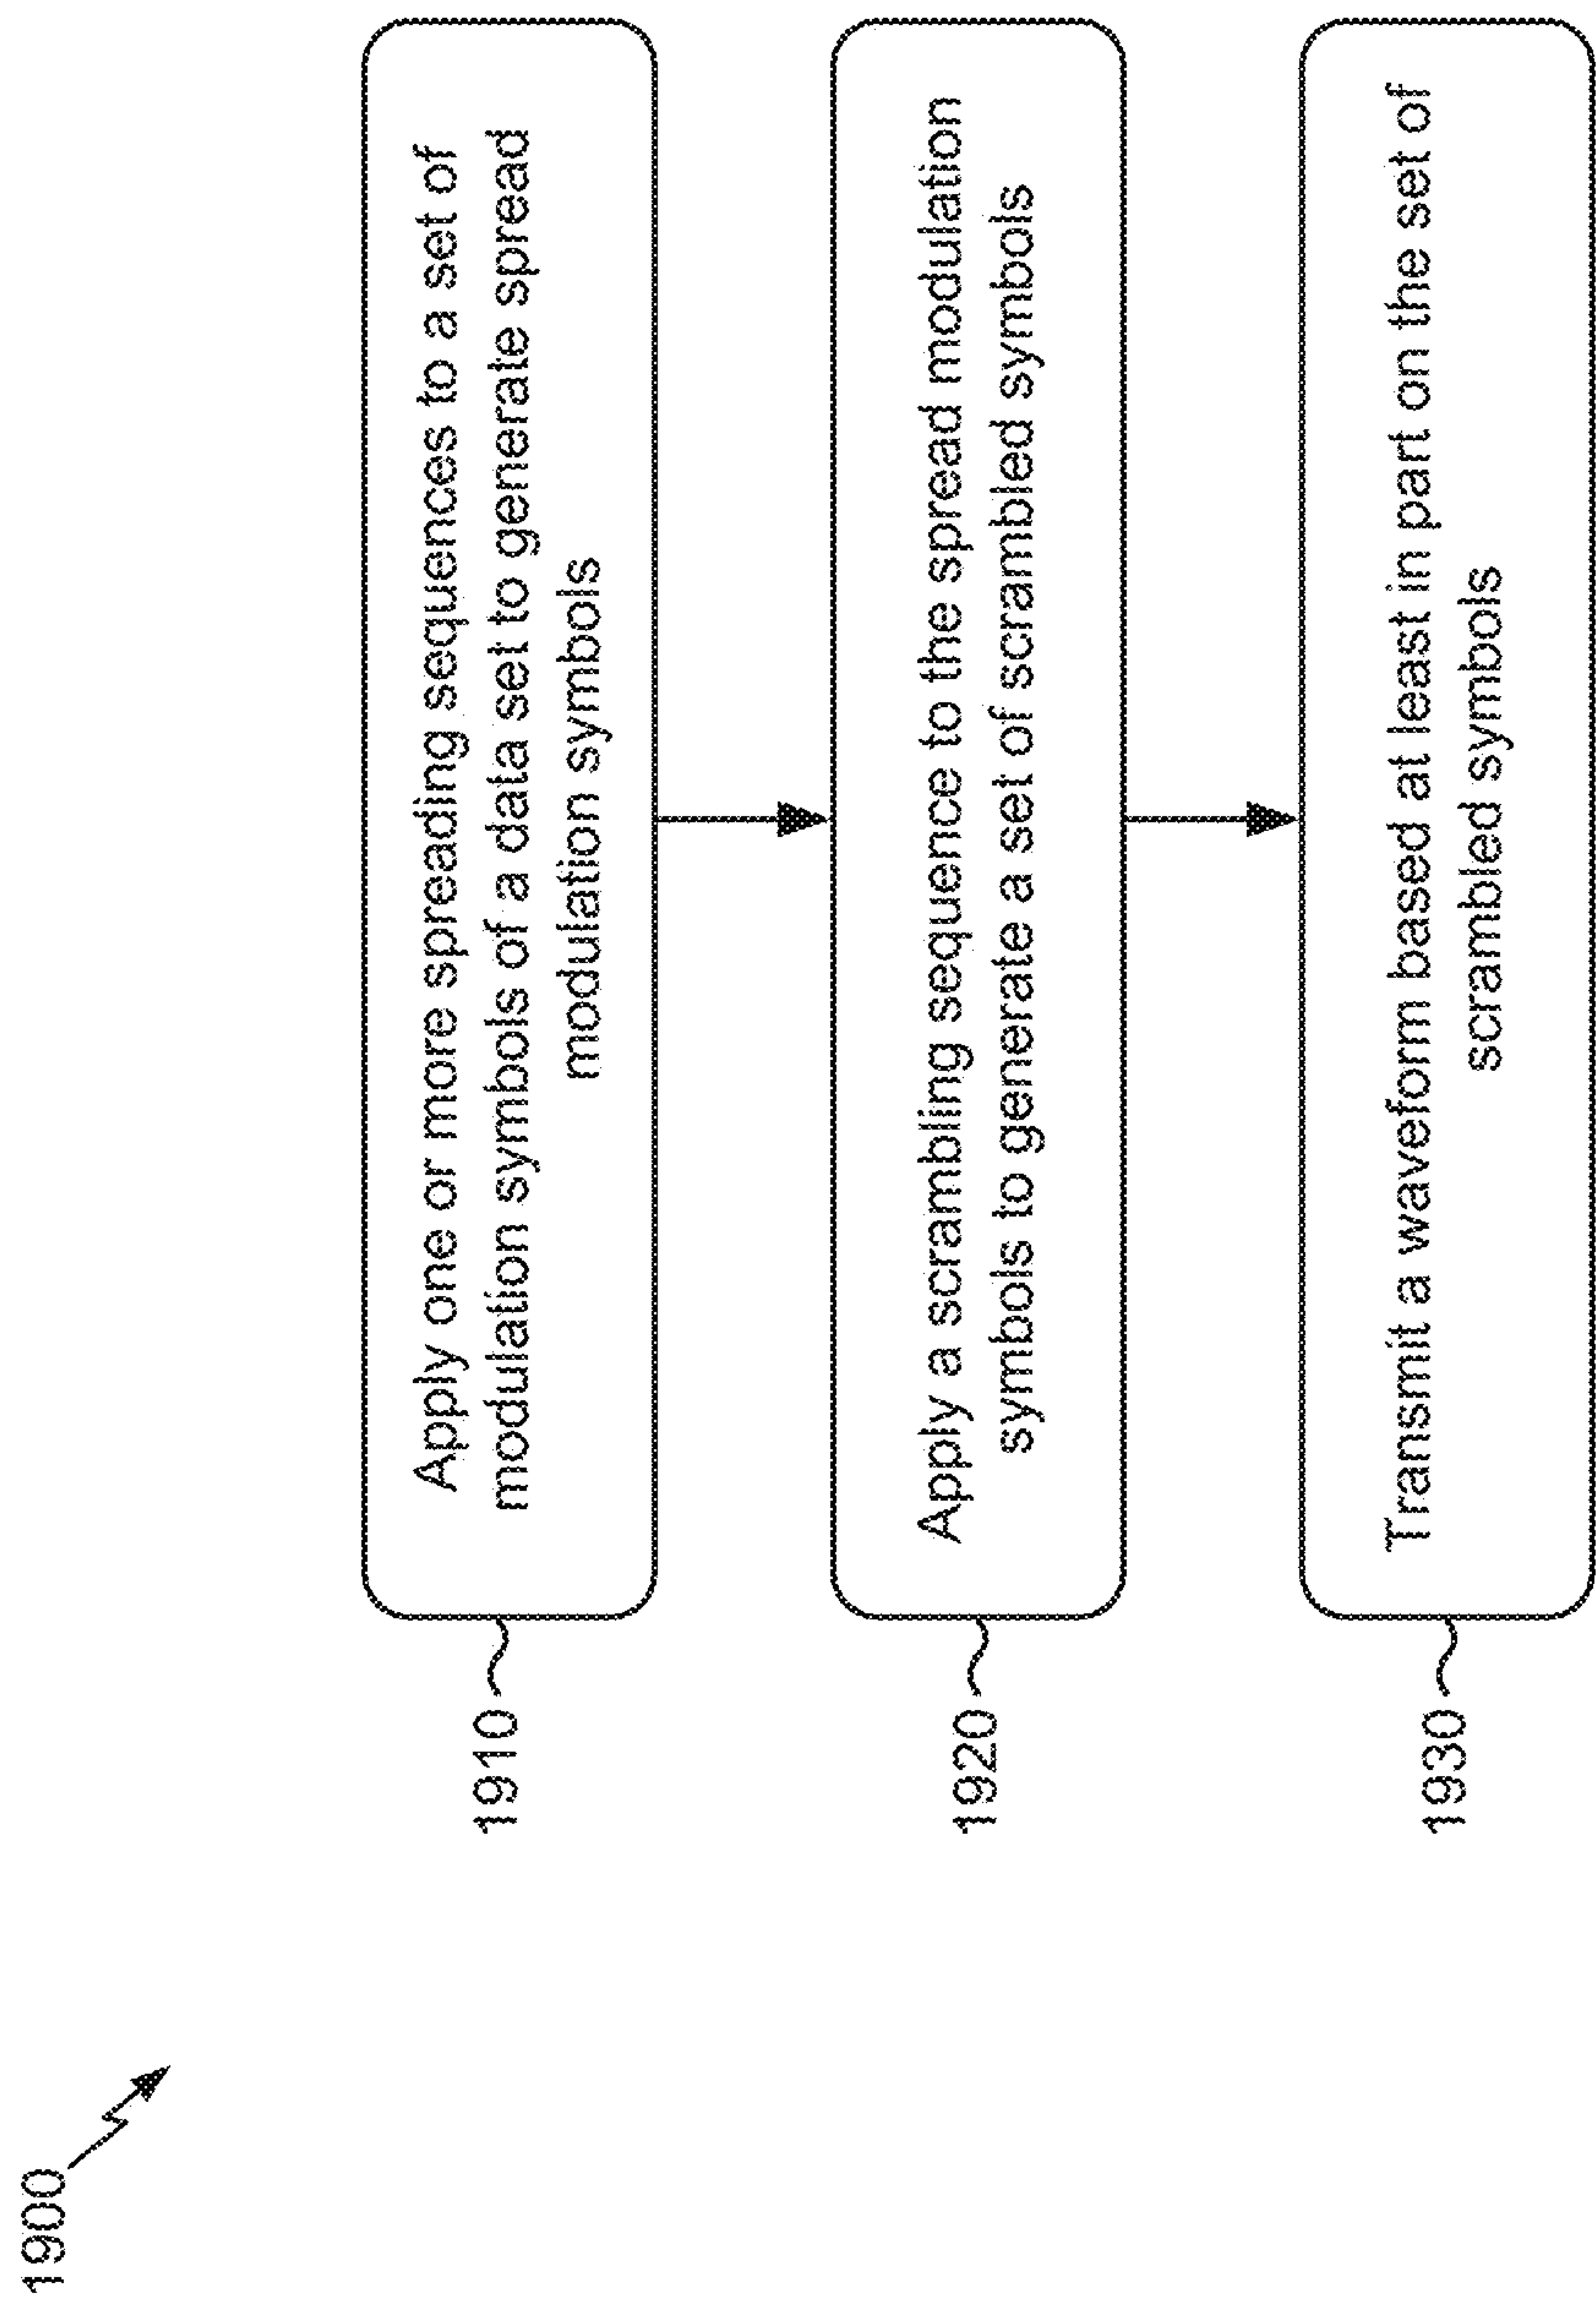 1900
1910
Apply one or more spreading sequences to a set of
modulation symbols of a data set to generate spread
modulation symbols
1920
Apply a scrambling sequence to the spread modulation
symbols to generate a set of scrambled symbols
1930
Transmit a waveform based at least in part on the set of
scrambled symbols